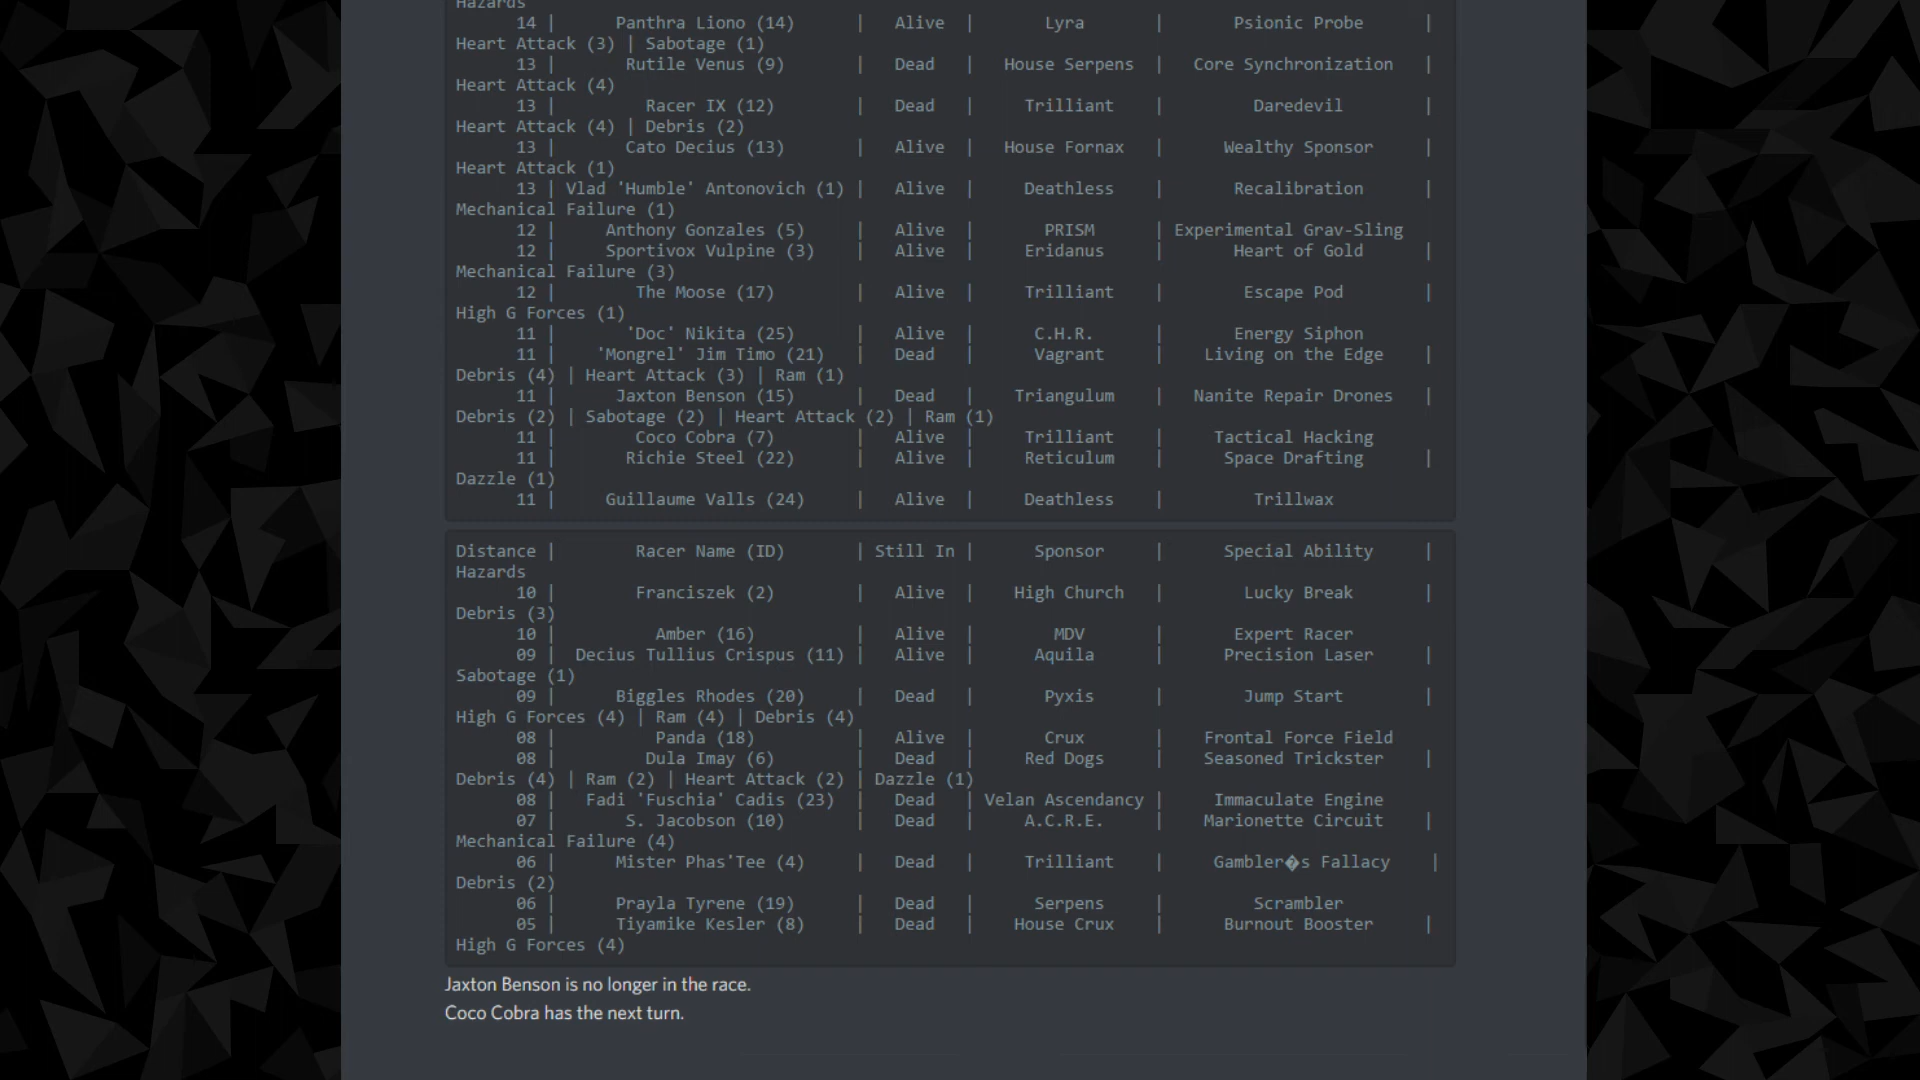 Hazards
14 | Panthra Liono (14) | Alive | Lyra | Psionic Probe |
Heart Attack (3) | Sabotage (1)
13 | Rutile Venus (9) | Dead | House Serpens | Core Synchronization |
Heart Attack (4)
13 | Racer IX (12) | Dead | Trilliant | Daredevil |
Heart Attack (4) | Debris (2)
13 | Cato Decius (13) | Alive | House Fornax | Wealthy Sponsor |
Heart Attack (1)
13 | Vlad 'Humble' Antonovich (1) | Alive | Deathless | Recalibration |
Mechanical Failure (1)
12 | Anthony Gonzales (5) | Alive | PRISM | Experimental Grav-Sling
12 | Sportivox Vulpine (3) | Alive | Eridanus | Heart of Gold |
Mechanical Failure (3)
12 | The Moose (17) | Alive | Trilliant | Escape Pod |
High G Forces (1)
11 | 'Doc' Nikita (25) | Alive | C.H.R. | Energy Siphon
11 | 'Mongrel' Jim Timo (21) | Dead | Vagrant | Living on the Edge |
Debris (4) | Heart Attack (3) | Ram (1)
11 | Jaxton Benson (15) | Dead | Triangulum | Nanite Repair Drones |
Debris (2) | Sabotage (2) | Heart Attack (2) | Ram (1)
11 | Coco Cobra (7) | Alive | Trilliant | Tactical Hacking
11 | Richie Steel (22) | Alive | Reticulum | Space Drafting |
Dazzle (1)
11 | Guillaume Valls (24) | Alive | Deathless | Trillwax
Distance | Racer Name (ID) | Still In | Sponsor | Special Ability |
Hazards
10 | Franciszek (2) | Alive | High Church | Lucky Break |
Debris (3)
10 | Amber (16) | Alive | MDV | Expert Racer
09 | Decius Tullius Crispus (11) | Alive | Aquila | Precision Laser |
Sabotage (1)
09 | Biggles Rhodes (20) | Dead | Pyxis | Jump Start |
High G Forces (4) | Ram (4) | Debris (4)
08 | Panda (18) | Alive | Crux | Frontal Force Field
08 | Dula Imay (6) | Dead | Red Dogs | Seasoned Trickster |
Debris (4) | Ram (2) | Heart Attack (2) | Dazzle (1)
08 | Fadi 'Fuschia' Cadis (23) | Dead | Velan Ascendancy | Immaculate Engine
07 | S. Jacobson (10) | Dead | A.C.R.E. | Marionette Circuit |
Mechanical Failure (4)
06 | Mister Phas'Tee (4) | Dead | Trilliant | Gambler�s Fallacy |
Debris (2)
06 | Prayla Tyrene (19) | Dead | Serpens | Scrambler
05 | Tiyamike Kesler (8) | Dead | House Crux | Burnout Booster |
High G Forces (4)
Jaxton Benson is no longer in the race.
Coco Cobra has the next turn.